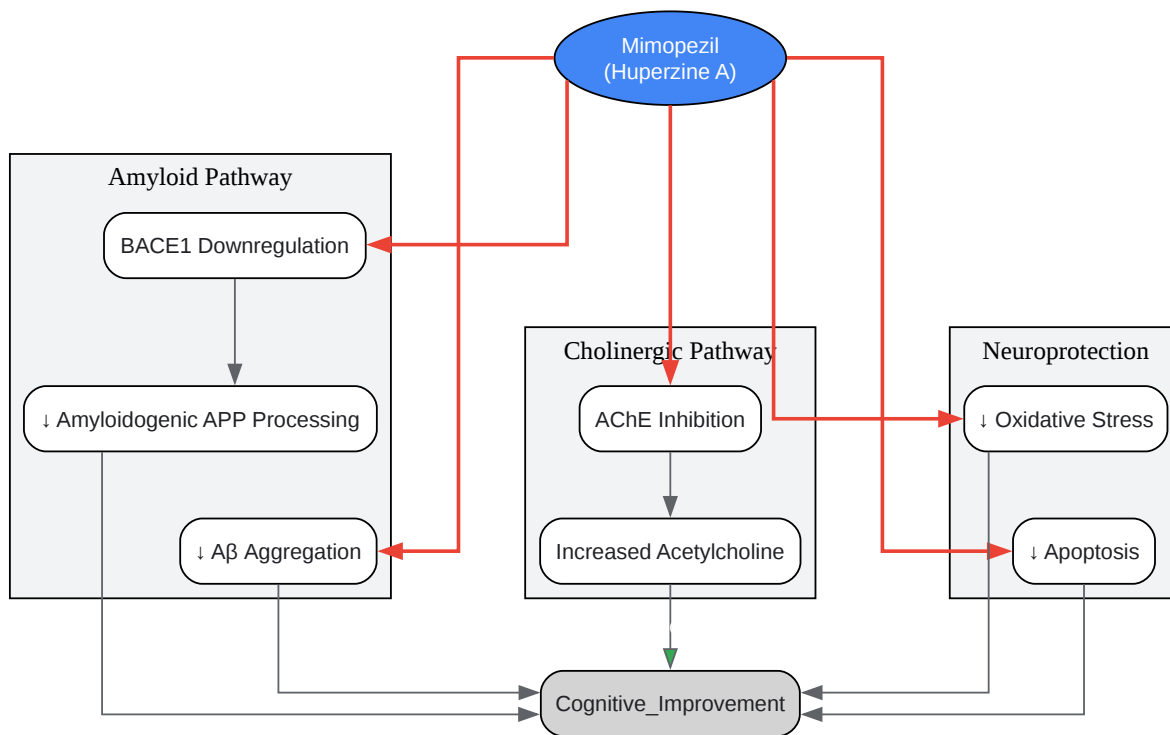 Mimopezil
(Huperzine A)
Amyloid Pathway
BACE1 Downregulation
↓ Amyloidogenic APP Processing
↓ Aβ Aggregation
Cholinergic Pathway
AChE Inhibition
Increased Acetylcholine
Neuroprotection
↓ Oxidative Stress
↓ Apoptosis
Cognitive_Improvement